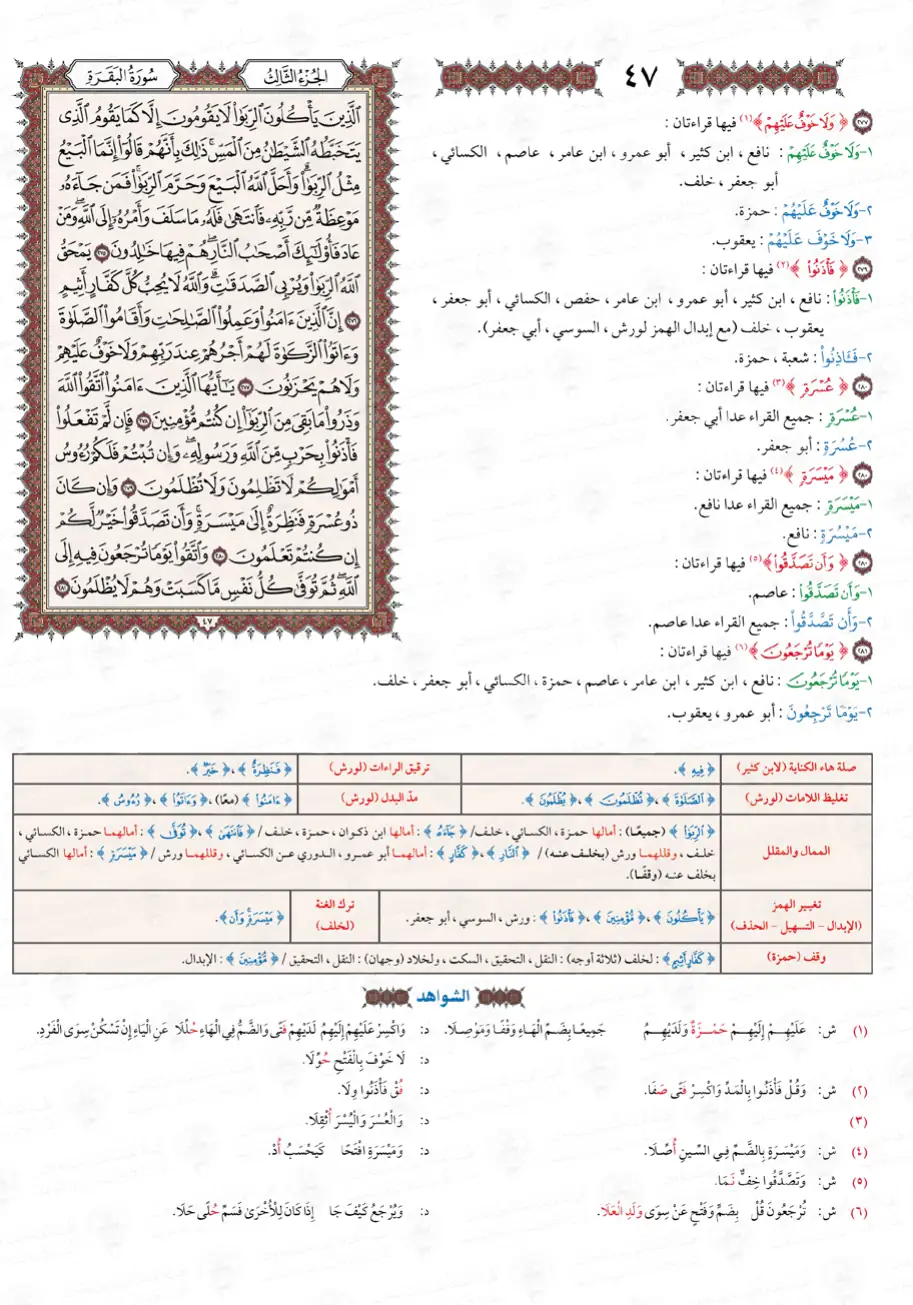 سُورَةُ البَقَرَةِ
الجُزْءُ الثَّالِثُ
٤٧
الَّذِينَ يَأْكُلُونَ الرِّبَوٰا۟ لَا يَقُومُونَ إِلَّا كَمَا يَقُومُ الَّذِى
يَتَخَبَّطُهُ الشَّيْطَٰنُ مِنَ الْمَسِّ ۚ ذَٰلِكَ بِأَنَّهُمْ قَالُوٓا۟ إِنَّمَا الْبَيْعُ
مِثْلُ الرِّبَوٰا۟ ۗ وَأَحَلَّ اللَّهُ الْبَيْعَ وَحَرَّمَ الرِّبَوٰا۟ ۚ فَمَن جَآءَهُۥ
مَوْعِظَةٌ مِّن رَّبِّهِۦ فَانتَهَىٰ فَلَهُۥ مَا سَلَفَ وَأَمْرُهُۥٓ إِلَى اللَّهِ ۖ وَمَنْ
عَادَ فَأُو۟لَٰٓئِكَ أَصْحَٰبُ النَّارِ ۖ هُمْ فِيهَا خَٰلِدُونَ ٢٧٥ يَمْحَقُ
اللَّهُ الرِّبَوٰا۟ وَيُرْبِى الصَّدَقَٰتِ ۗ وَاللَّهُ لَا يُحِبُّ كُلَّ كَفَّارٍ أَثِيمٍ
٢٧٦ إِنَّ الَّذِينَ ءَامَنُوا۟ وَعَمِلُوا۟ الصَّٰلِحَٰتِ وَأَقَامُوا۟ الصَّلَوٰةَ
وَءَاتَوُا۟ الزَّكَوٰةَ لَهُمْ أَجْرُهُمْ عِندَ رَبِّهِمْ وَلَا خَوْفٌ عَلَيْهِمْ
وَلَا هُمْ يَحْزَنُونَ ٢٧٧ يَٰٓأَيُّهَا الَّذِينَ ءَامَنُوا۟ اتَّقُوا۟ اللَّهَ
وَذَرُوا۟ مَا بَقِىَ مِنَ الرِّبَوٰٓا۟ إِن كُنتُم مُّؤْمِنِينَ ٢٧٨ فَإِن لَّمْ تَفْعَلُوا۟
فَأْذَنُوا۟ بِحَرْبٍ مِّنَ اللَّهِ وَرَسُولِهِۦ ۖ وَإِن تُبْتُمْ فَلَكُمْ رُءُوسُ
أَمْوَٰلِكُمْ لَا تَظْلِمُونَ وَلَا تُظْلَمُونَ ٢٧٩ وَإِن كَانَ
ذُو عُسْرَةٍ فَنَظِرَةٌ إِلَىٰ مَيْسَرَةٍ ۚ وَأَن تَصَدَّقُوا۟ خَيْرٌ لَّكُمْ
إِن كُنتُمْ تَعْلَمُونَ ٢٨٠ وَاتَّقُوا۟ يَوْمًا تُرْجَعُونَ فِيهِ إِلَى
اللَّهِ ۖ ثُمَّ تُوَفَّىٰ كُلُّ نَفْسٍ مَّا كَسَبَتْ وَهُمْ لَا يُظْلَمُونَ ٢٨١
٤٧
٢٧٧ ﴿ وَلَا خَوْفٌ عَلَيْهِمْ ﴾(١) فيها قراءتان :
١-وَلَا خَوْفٌ عَلَيْهِمْ : نافع ، ابن كثير ، أبو عمرو ، ابن عامر ، عاصم ، الكسائي ،
أبو جعفر ، خلف.
٢-وَلَا خَوْفٌ عَلَيْهُمْ : حمزة.
٣-وَلَا خَوْفَ عَلَيْهُمْ : يعقوب.
٢٧٩ ﴿ فَأْذَنُوا۟ ﴾(٢) فيها قراءتان :
١-فَأْذَنُوا۟ : نافع ، ابن كثير ، أبو عمرو ، ابن عامر ، حفص ، الكسائي ، أبو جعفر ،
يعقوب ، خلف (مع إبدال الهمز لورش ، السوسي ، أبي جعفر).
٢-فَـَٔاذِنُوا۟ : شعبة ، حمزة.
٢٨٠ ﴿ عُسْرَةٍ ﴾(٣) فيها قراءتان :
١-عُسْرَةٍ : جميع القراء عدا أبي جعفر.
٢-عُسُرَةٍ : أبو جعفر.
٢٨٠ ﴿ مَيْسَرَةٍ ﴾(٤) فيها قراءتان :
١-مَيْسَرَةٍ : جميع القراء عدا نافع.
٢-مَيْسُرَةٍ : نافع.
٢٨٠ ﴿ وَأَن تَصَدَّقُوا۟ ﴾(٥) فيها قراءتان :
١-وَأَن تَصَدَّقُوا۟ : عاصم.
٢-وَأَن تَصَّدَّقُوا۟ : جميع القراء عدا عاصم.
٢٨١ ﴿ يَوْمًا تُرْجَعُونَ ﴾(٦) فيها قراءتان :
١-يَوْمًا تُرْجَعُونَ : نافع ، ابن كثير ، ابن عامر ، عاصم ، حمزة ، الكسائي ، أبو جعفر ، خلف.
٢-يَوْمًا تَرْجِعُونَ : أبو عمرو ، يعقوب.
صلة هاء الكناية (لابن كثير) ﴿ فِيهِ ﴾. ترقيق الراءات (لورش) ﴿ فَنَظِرَةٌ ﴾ ، ﴿ خَيْرٌ ﴾.
تغليظ اللامات (لورش) ﴿ الصَّلَوٰةَ ﴾ ، ﴿ تُظْلَمُونَ ﴾ ، ﴿ يُظْلَمُونَ ﴾. مدّ البدل (لورش) ﴿ ءَامَنُوا۟ ﴾ (معًا) ، ﴿ وَءَاتَوُا۟ ﴾ ، ﴿ رُءُوسُ ﴾.
الممال والمقلل
﴿ الرِّبَوٰا۟ ﴾ (جميعًا) : أمالها حمزة ، الكسائي ، خلف/ ﴿ جَآءَهُ ﴾ : أمالها ابن ذكوان ، حمزة ، خلف/ ﴿ فَانتَهَىٰ ﴾ ، ﴿ تُوَفَّىٰ ﴾ : أمالهما حمزة ، الكسائي ،
خلف ، وقللهما ورش (بخلف عنه)/ ﴿ النَّارِ ﴾ ، ﴿ كَفَّارٍ ﴾ : أمالهما أبو عمرو ، الدوري عن الكسائي ، وقللهما ورش/ ﴿ مَيْسَرَةٍ ﴾ : أمالها الكسائي
بخلف عنه (وقفًا).
تغيير الهمز
(الإبدال - التسهيل - الحذف)
﴿ يَأْكُلُونَ ﴾ ، ﴿ مُّؤْمِنِينَ ﴾ ، ﴿ فَأْذَنُوا۟ ﴾ : ورش ، السوسي ، أبو جعفر.
ترك الغنة
(لخلف)
﴿ مَيْسَرَةٍ ۚ وَأَن ﴾.
وقف (حمزة) ﴿ كَفَّارٍ أَثِيمٍ ﴾ : لخلف (ثلاثة أوجه) : النقل ، التحقيق ، السكت ، ولخلاد (وجهان) : النقل ، التحقيق / ﴿ مُّؤْمِنِينَ ﴾ : الإبدال.
الشواهد
(١) ش: عَلَيْهِمْ إِلَيْهِمْ حَمْزَةٌ وَلَدَيْهِمُ جَمِيعًا بِضَمِّ الْهَاءِ وَقْفًا وَمَوْصِلَا. د: وَاكْسِرْ عَلَيْهِمْ إِلَيْهِمُ لَدَيْهِمْ فَتًى وَالضَّمُّ فِي الْهَاءِ حُلِّلَا عَنِ الْيَاءِ إِنْ تَسْكُنْ سِوَى الْفَرْدِ.
د: لَا خَوْفَ بِالْفَتْحِ حُوِّلَا.
(٢) ش: وَقُلْ فَأْذَنُوا بِالْمَدِّ وَاكْسِرْ فَتًى صَفَا. د: فُقْ فَأْذَنُوا وِلَا.
(٣) د: وَالْعُسْرَ وَالْيُسْرَ أُثْقِلَا.
(٤) ش: وَمَيْسَرَةٍ بِالضَّمِّ فِي السِّينِ أُصِّلَا. د: وَمَيْسَرَةِ افْتَحًا كَيَحْسَبُ أُدْ.
(٥) ش: وَتَصَّدَّقُوا خِفٌّ نَمَا.
(٦) ش: تُرْجَعُونَ قُلْ بِضَمٍّ وَفَتْحٍ عَنْ سِوَى وَلَدِ الْعَلَا. د: وَيُرْجَعُ كَيْفَ جَا إِذَا كَانَ لِلْأُخْرَىٰ فَسَمِّ حُلًى حَلَا.